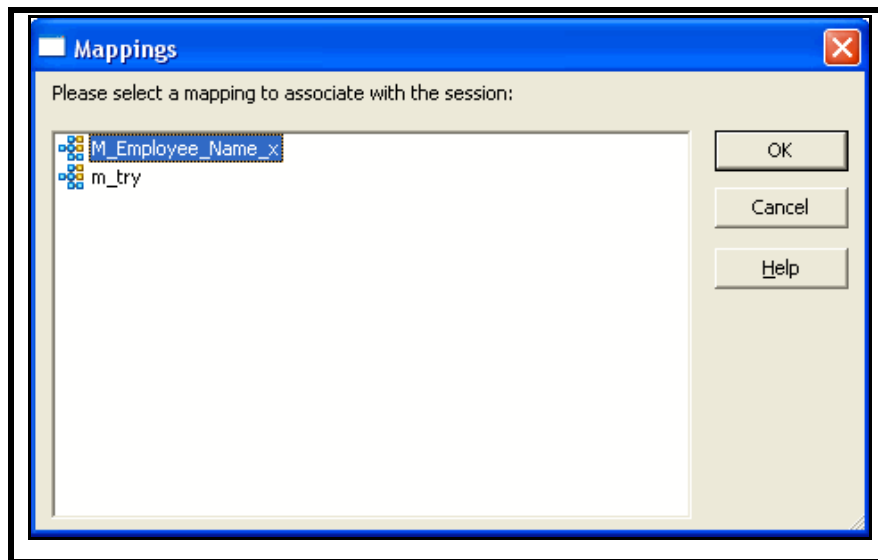 Mappings
Please select a mapping to associate with the session:
M_Employee_Name_x
m_try
OK
Cancel
Help